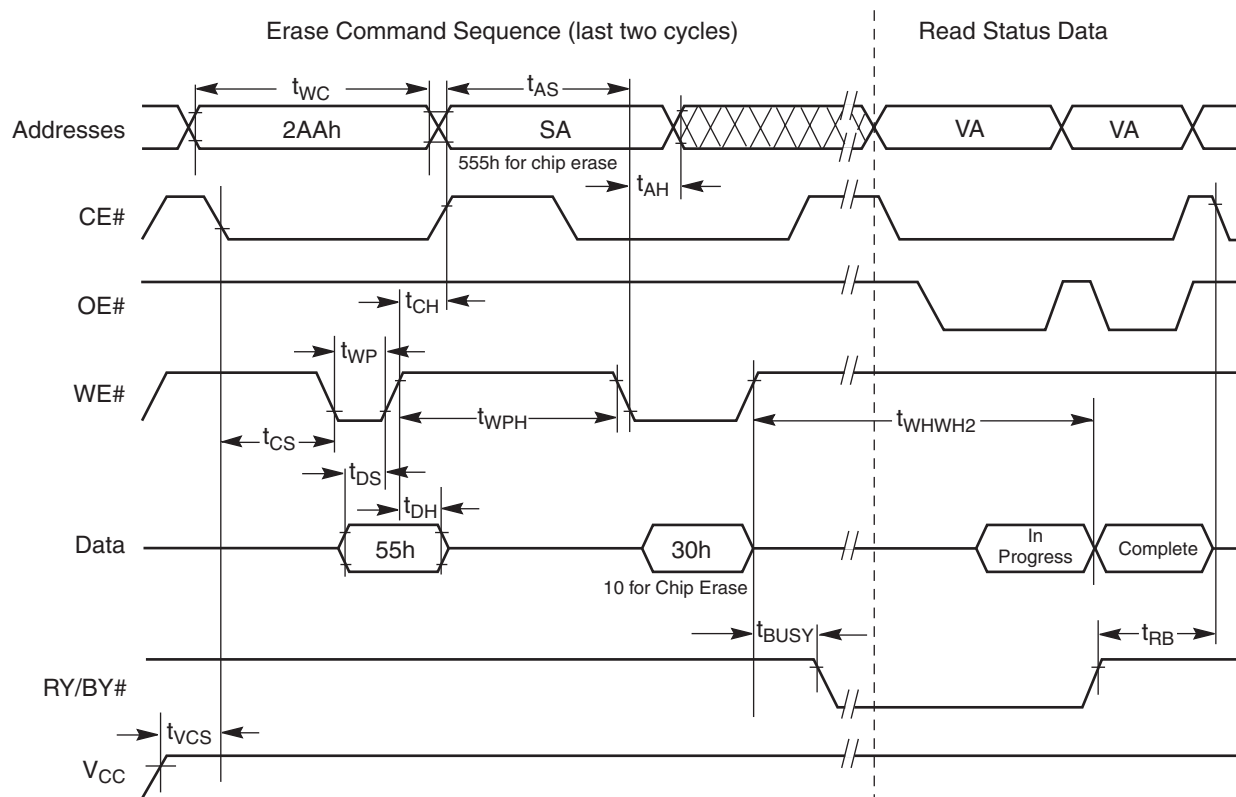 Erase Command Sequence (last two cycles)
Read Status Data
tWC
tAS
Addresses
2AAh
SA
VA
VA
555h for chip erase
tAH
CE#
OE#
tCH
tWP
WE#
tWPH
tWHWH2
tCS
tDS
tDH
Data
55h
30h
In
Progress
Complete
10 for Chip Erase
tBUSY
tRB
RY/BY#
tVCS
VCC